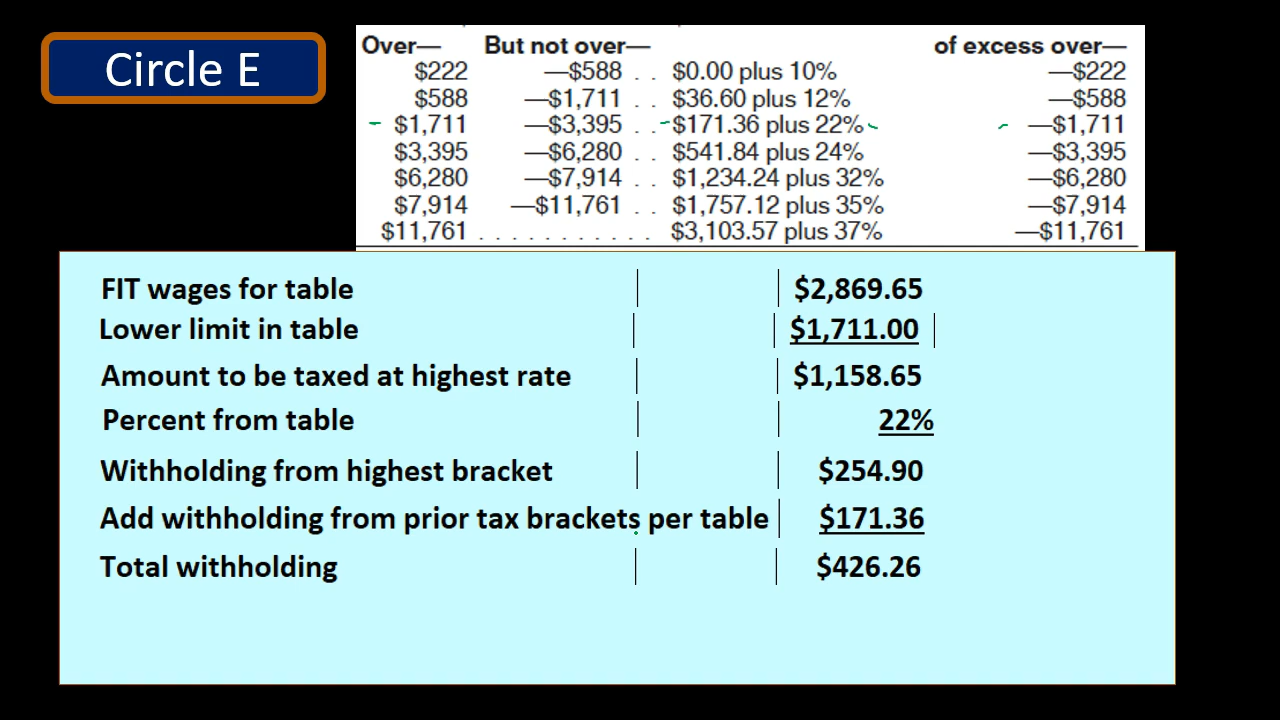 Circle E
Over— But not over— of excess over—
$222 —$588 . . $0.00 plus 10% —$222
$588 —$1,711 . . $36.60 plus 12% —$588
$1,711 —$3,395 . . $171.36 plus 22% —$1,711
$3,395 —$6,280 . . $541.84 plus 24% —$3,395
$6,280 —$7,914 . . $1,234.24 plus 32% —$6,280
$7,914 —$11,761 . . $1,757.12 plus 35% —$7,914
$11,761 . . . . . . . . . . . $3,103.57 plus 37% —$11,761
FIT wages for table $2,869.65
Lower limit in table $1,711.00
Amount to be taxed at highest rate $1,158.65
Percent from table 22%
Withholding from highest bracket $254.90
Add withholding from prior tax brackets per table $171.36
Total withholding $426.26